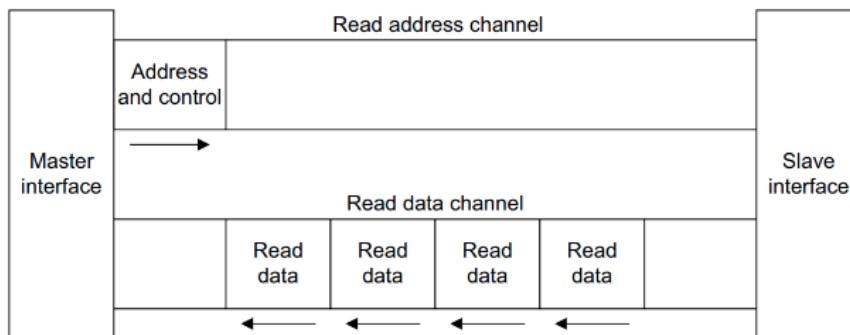 Read address channel
Address
and control
Master
interface
Slave
interface
Read data channel
Read
data
Read
data
Read
data
Read
data